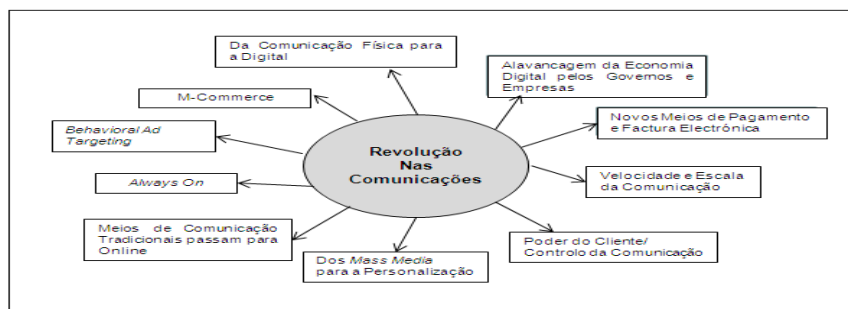 Da Comunicação Física para
a Digital
Alavancagem da Economia
Digital pelos Governos e
Empresas
M-Commerce
Novos Meios de Pagamento
e Factura Electrónica
Behavioral Ad
Targeting
Revolução
Nas
Comunicações
Velocidade e Escala
da Comunicação
Always On
Meios de Comunicação
Tradicionais passam para
Online
Dos Mass Media
para a Personalização
Poder do Cliente/
Controlo da Comunicação